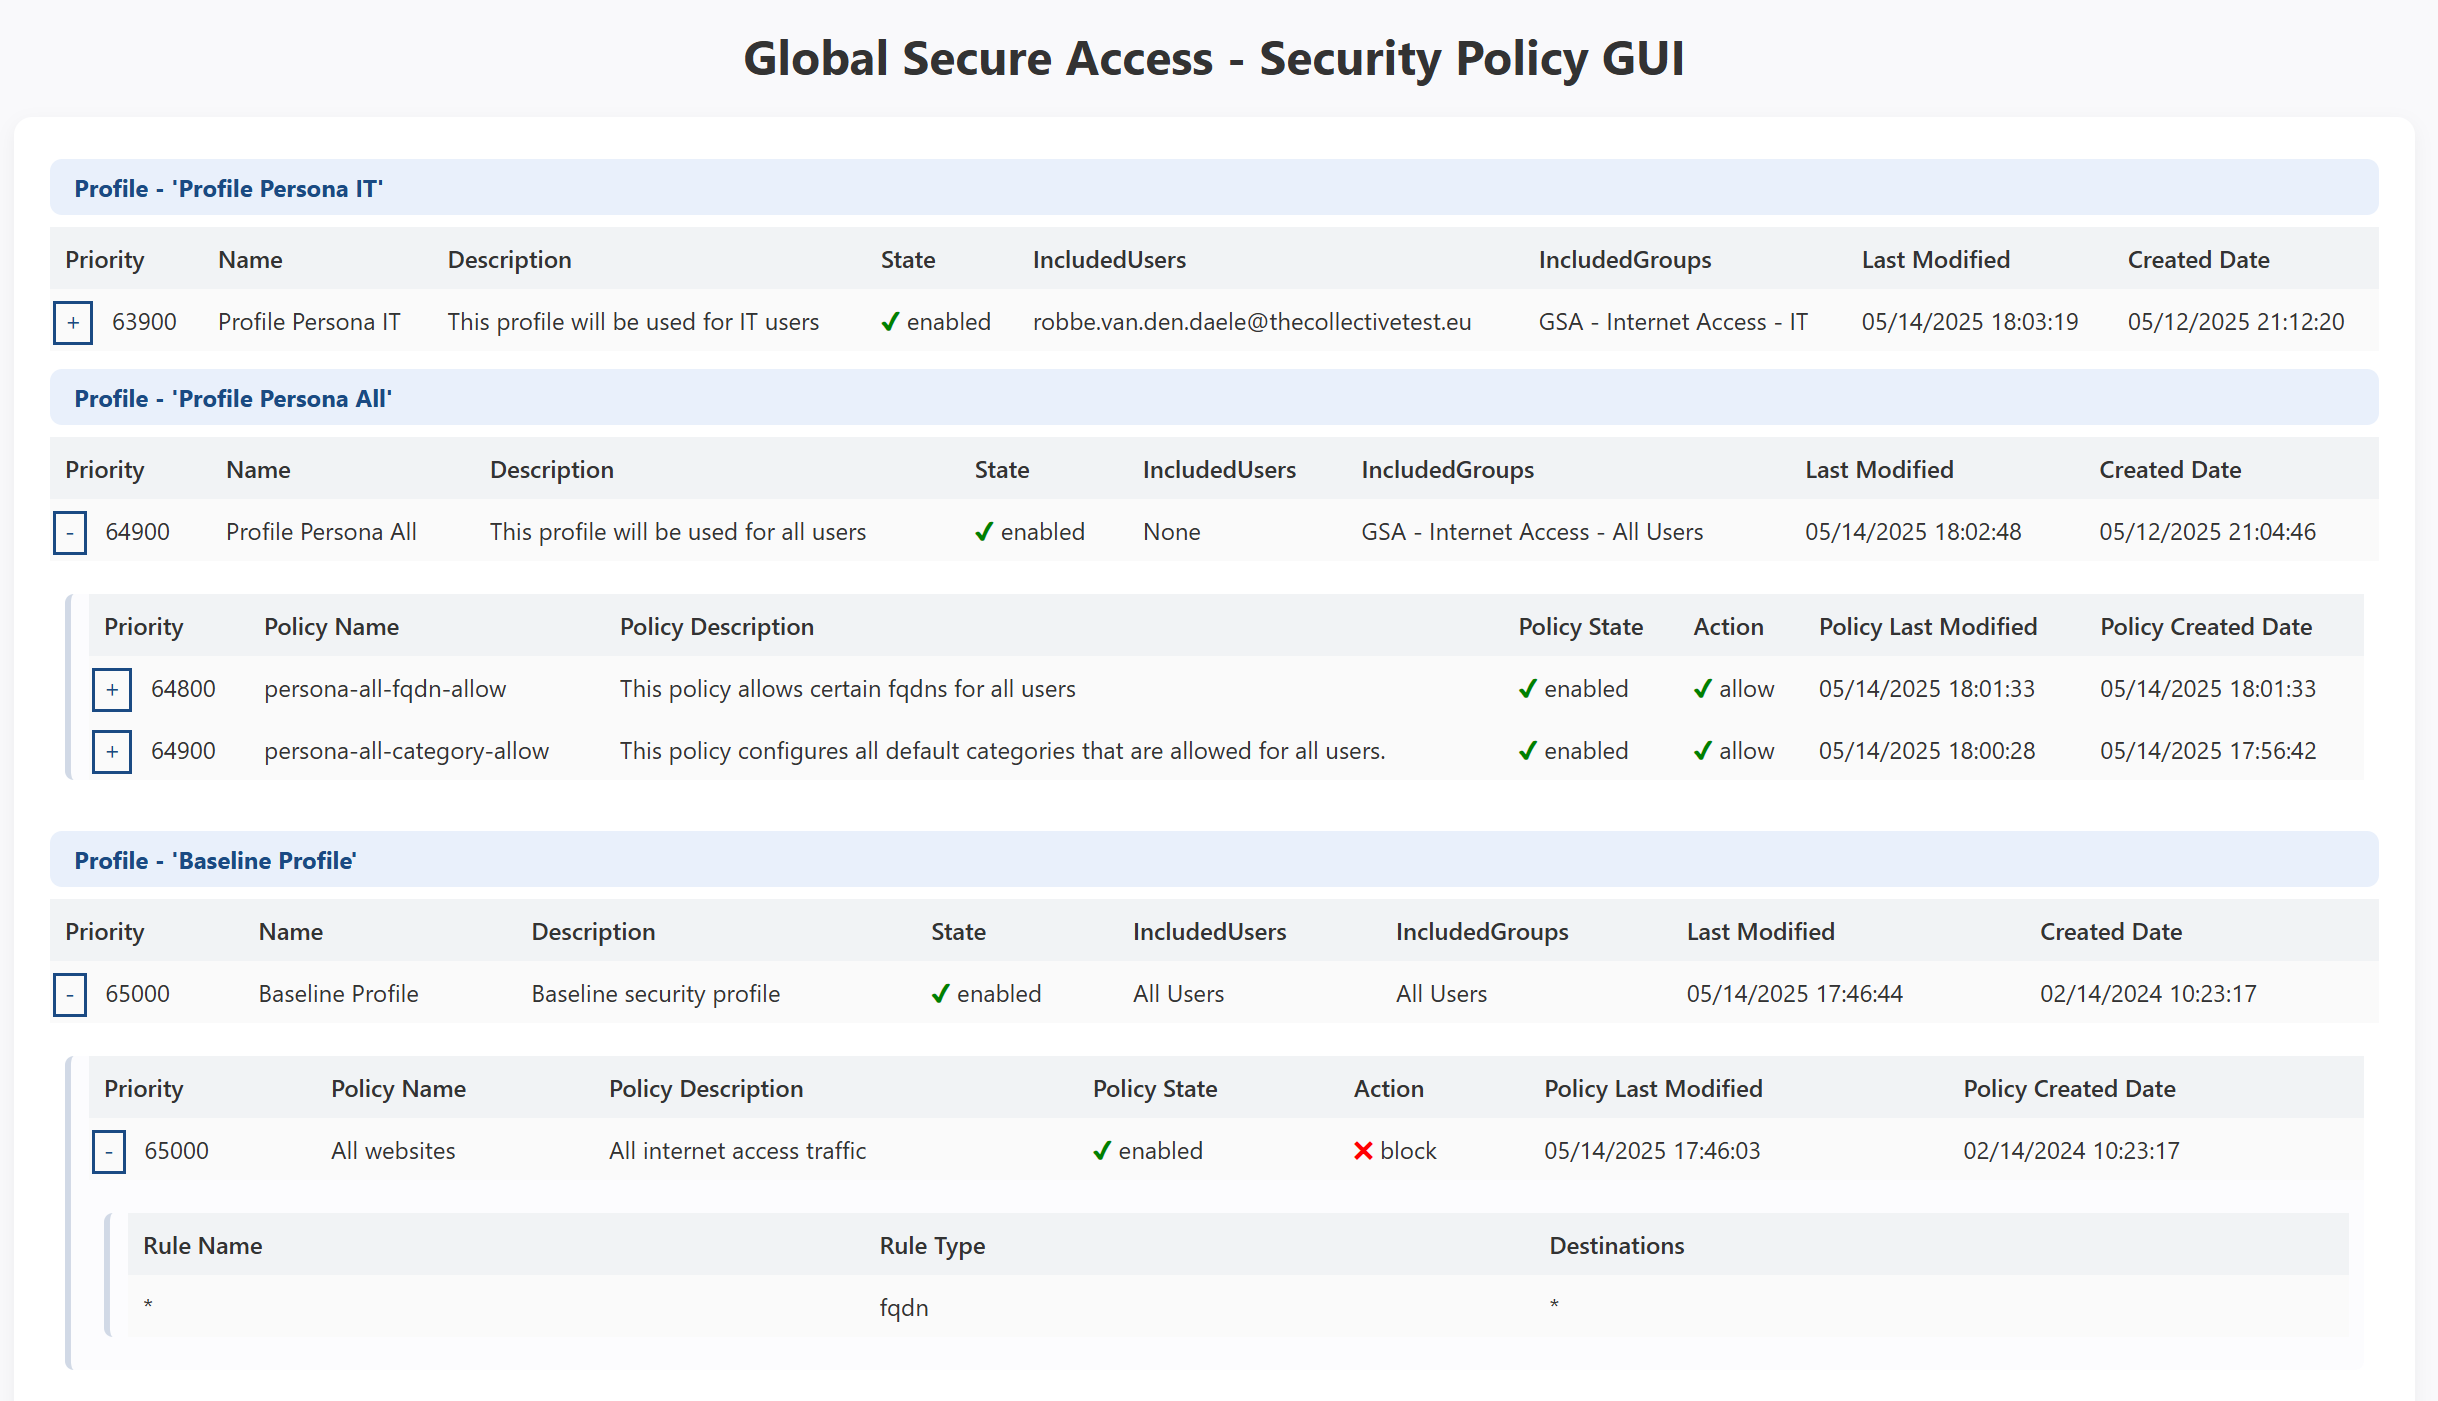 Global Secure Access - Security Policy GUI
Profile - 'Profile Persona IT'
Priority Name Description State IncludedUsers IncludedGroups Last Modified Created Date
+ 63900 Profile Persona IT This profile will be used for IT users ✔ enabled robbe.van.den.daele@thecollectivetest.eu GSA - Internet Access - IT 05/14/2025 18:03:19 05/12/2025 21:12:20
Profile - 'Profile Persona All'
Priority Name Description State IncludedUsers IncludedGroups Last Modified Created Date
- 64900 Profile Persona All This profile will be used for all users ✔ enabled None GSA - Internet Access - All Users 05/14/2025 18:02:48 05/12/2025 21:04:46
Priority Policy Name Policy Description Policy State Action Policy Last Modified Policy Created Date
+ 64800 persona-all-fqdn-allow This policy allows certain fqdns for all users ✔ enabled ✔ allow 05/14/2025 18:01:33 05/14/2025 18:01:33
+ 64900 persona-all-category-allow This policy configures all default categories that are allowed for all users. ✔ enabled ✔ allow 05/14/2025 18:00:28 05/14/2025 17:56:42
Profile - 'Baseline Profile'
Priority Name Description State IncludedUsers IncludedGroups Last Modified Created Date
- 65000 Baseline Profile Baseline security profile ✔ enabled All Users All Users 05/14/2025 17:46:44 02/14/2024 10:23:17
Priority Policy Name Policy Description Policy State Action Policy Last Modified Policy Created Date
- 65000 All websites All internet access traffic ✔ enabled ❌ block 05/14/2025 17:46:03 02/14/2024 10:23:17
Rule Name Rule Type Destinations
* fqdn *